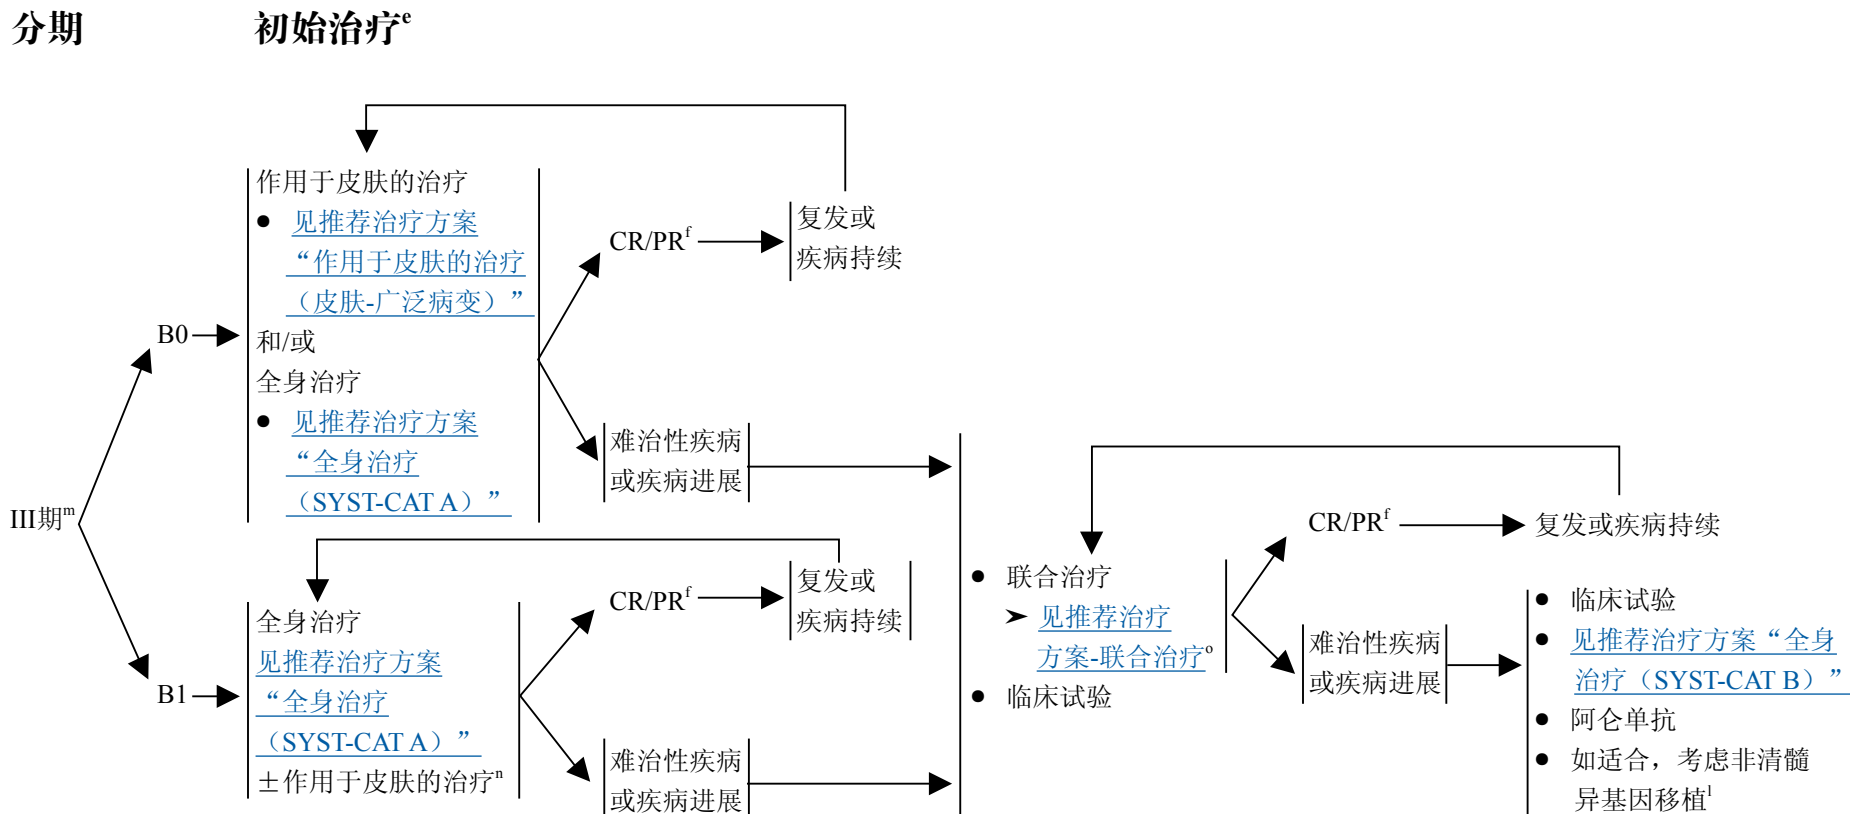 分期
初始治疗e
III期m
B0
作用于皮肤的治疗
● 见推荐治疗方案
“作用于皮肤的治疗
（皮肤-广泛病变）”
和/或
全身治疗
● 见推荐治疗方案
“全身治疗
（SYST-CAT A）”
CR/PRf
复发或
疾病持续
难治性疾病
或疾病进展
B1
全身治疗
见推荐治疗方案
“全身治疗
（SYST-CAT A）”
±作用于皮肤的治疗n
CR/PRf
复发或
疾病持续
难治性疾病
或疾病进展
● 联合治疗
➢ 见推荐治疗
方案-联合治疗o
● 临床试验
CR/PRf
复发或疾病持续
难治性疾病
或疾病进展
● 临床试验
● 见推荐治疗方案“全身
治疗（SYST-CAT B）”
● 阿仑单抗
● 如适合，考虑非清髓
异基因移植l